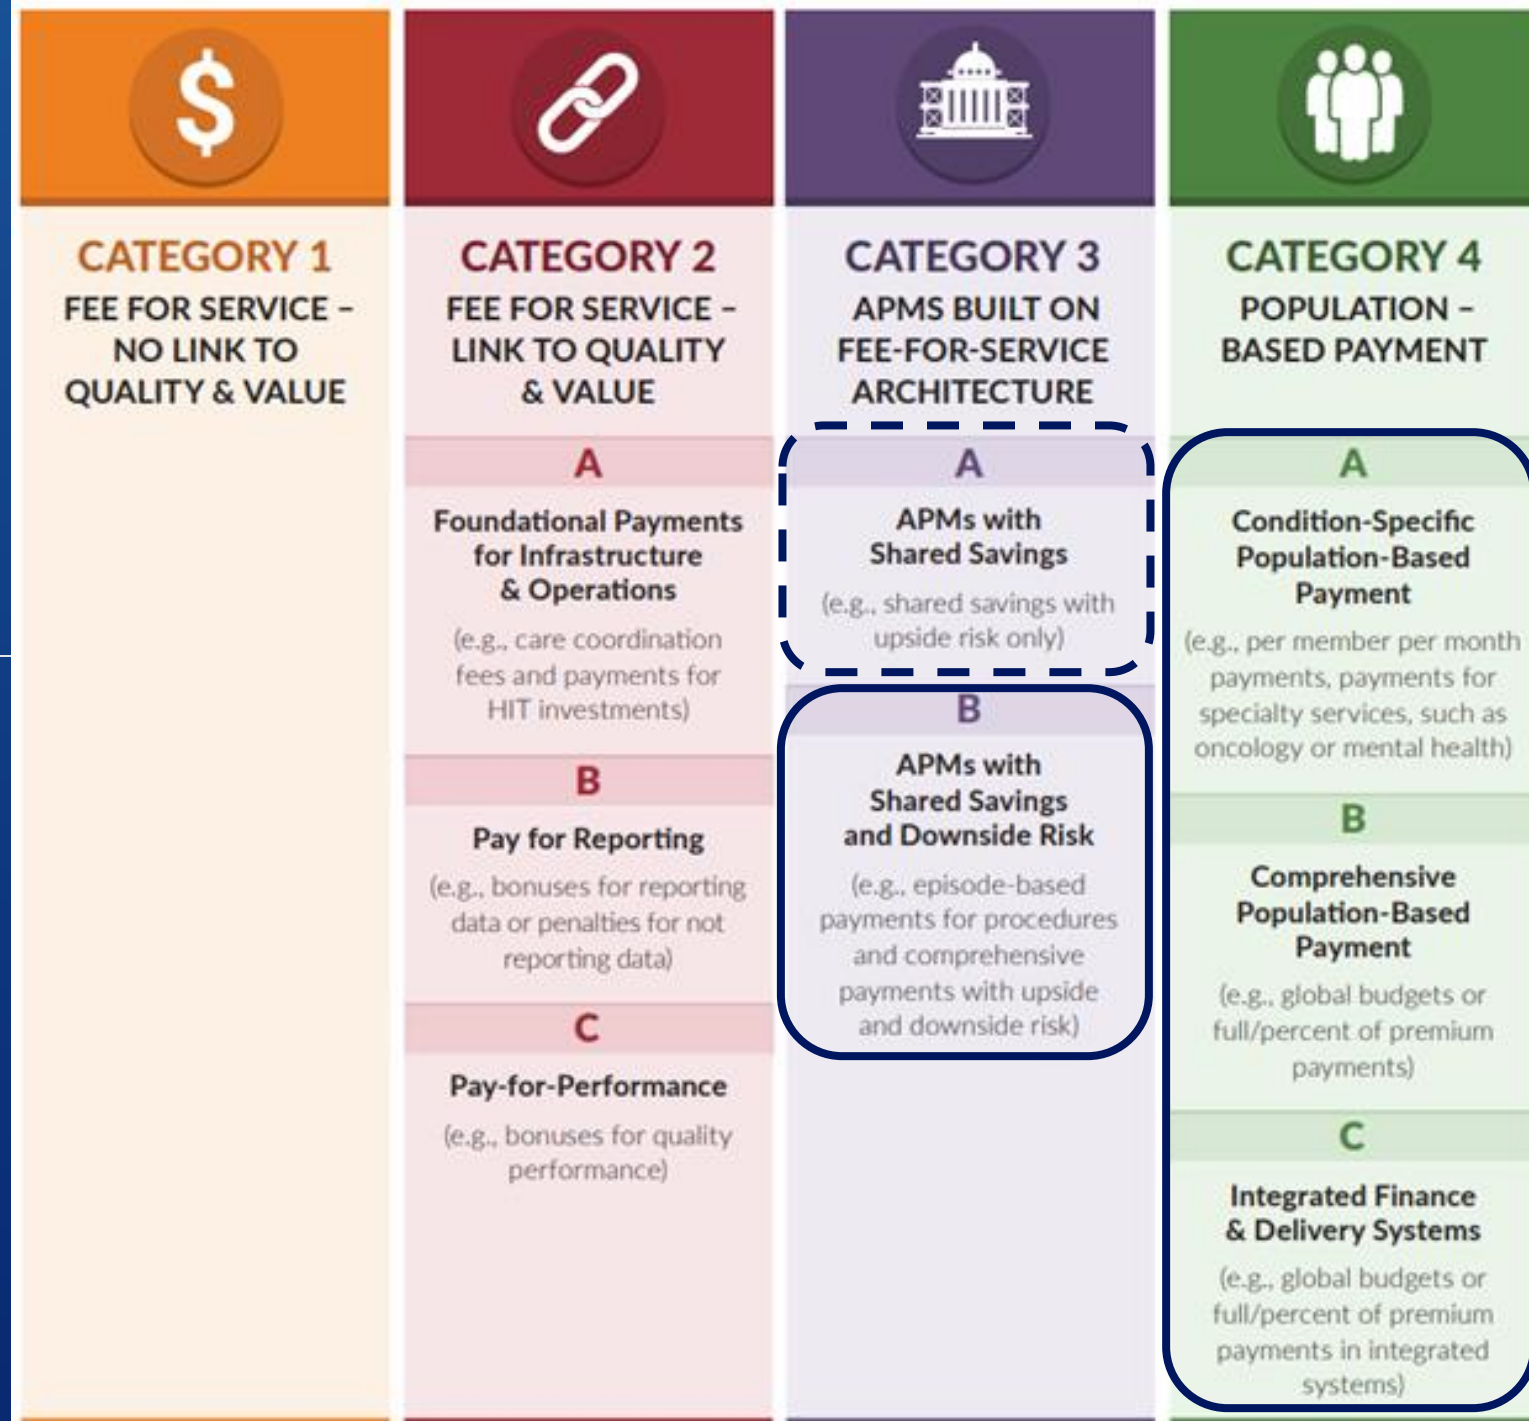 $
CATEGORY 1
FEE FOR SERVICE –
NO LINK TO
QUALITY & VALUE
CATEGORY 2
FEE FOR SERVICE –
LINK TO QUALITY
& VALUE
A
Foundational Payments
for Infrastructure
& Operations
(e.g., care coordination
fees and payments for
HIT investments)
B
Pay for Reporting
(e.g., bonuses for reporting
data or penalties for not
reporting data)
C
Pay-for-Performance
(e.g., bonuses for quality
performance)
CATEGORY 3
APMS BUILT ON
FEE-FOR-SERVICE
ARCHITECTURE
A
APMs with
Shared Savings
(e.g., shared savings with
upside risk only)
B
APMs with
Shared Savings
and Downside Risk
(e.g., episode-based
payments for procedures
and comprehensive
payments with upside
and downside risk)
CATEGORY 4
POPULATION –
BASED PAYMENT
A
Condition-Specific
Population-Based
Payment
(e.g., per member per month
payments, payments for
specialty services, such as
oncology or mental health)
B
Comprehensive
Population-Based
Payment
(e.g., global budgets or
full/percent of premium
payments)
C
Integrated Finance
& Delivery Systems
(e.g., global budgets or
full/percent of premium
payments in integrated
systems)